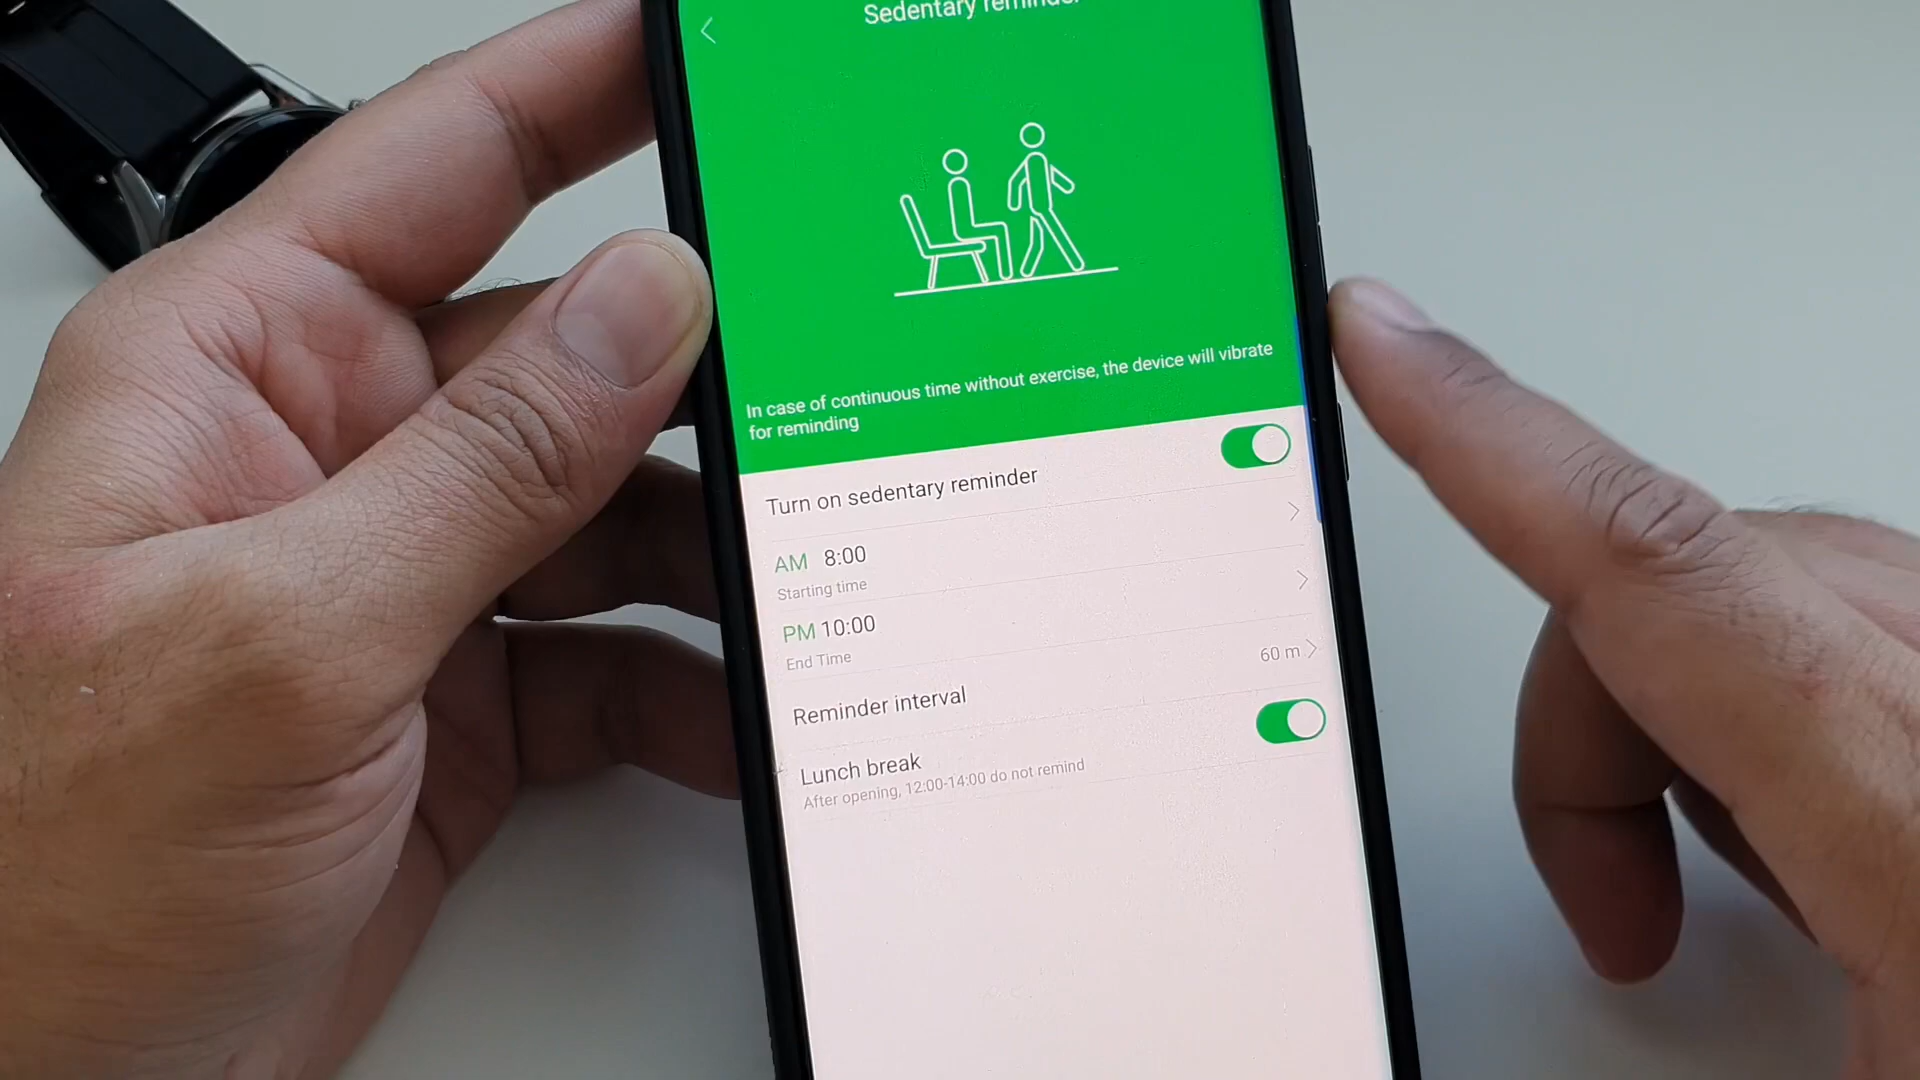 Sedentary reminder
In case of continuous time without exercise, the device will vibrate
for reminding
Turn on sedentary reminder
AM 8:00
Starting time
PM 10:00
End Time
60 m
Reminder interval
Lunch break
After opening, 12:00-14:00 do not remind